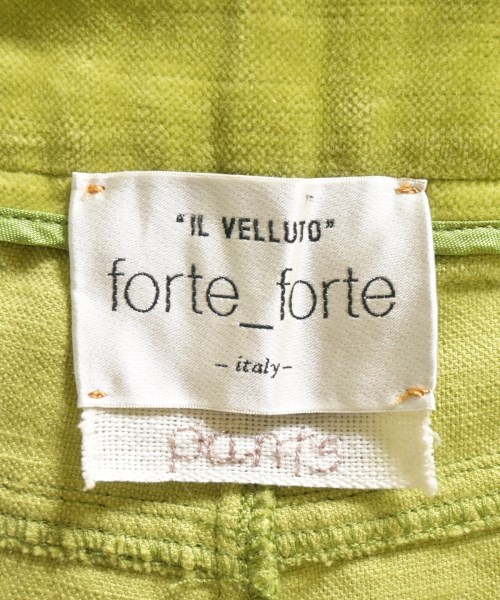 "IL VELLUTO"
forte_forte
- italy -
pants